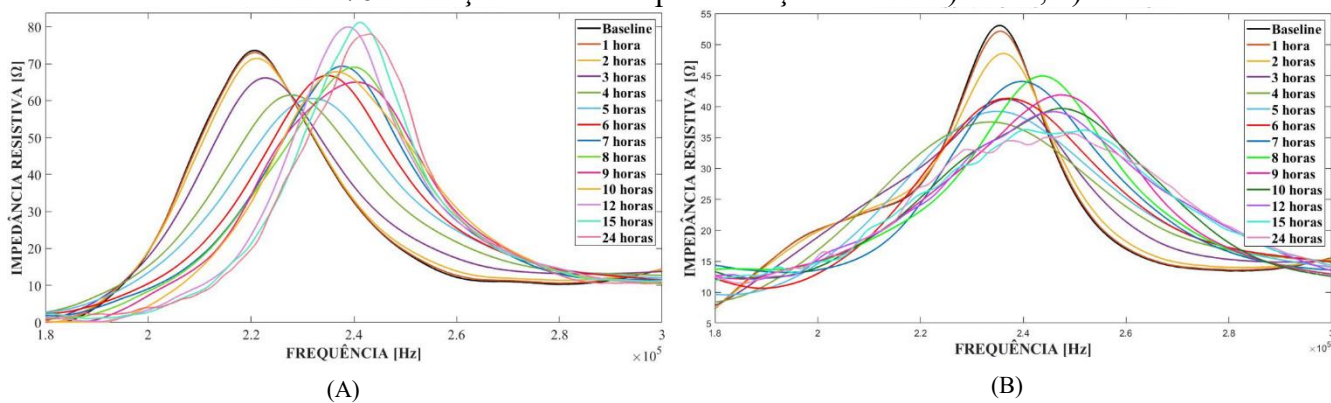 80
70
60
50
40
30
20
10
0
IMPEDÂNCIA RESISTIVA [Ω]
1.8
2
2.2
2.4
2.6
2.8
3
×10⁵
FREQUÊNCIA [Hz]
Baseline
1 hora
2 horas
3 horas
4 horas
5 horas
6 horas
7 horas
8 horas
9 horas
10 horas
12 horas
15 horas
24 horas
(A)
55
50
45
40
35
30
25
20
15
10
5
IMPEDÂNCIA RESISTIVA [Ω]
1.8
2
2.2
2.4
2.6
2.8
3
×10⁵
FREQUÊNCIA [Hz]
Baseline
1 hora
2 horas
3 horas
4 horas
5 horas
6 horas
7 horas
8 horas
9 horas
10 horas
12 horas
15 horas
24 horas
(B)